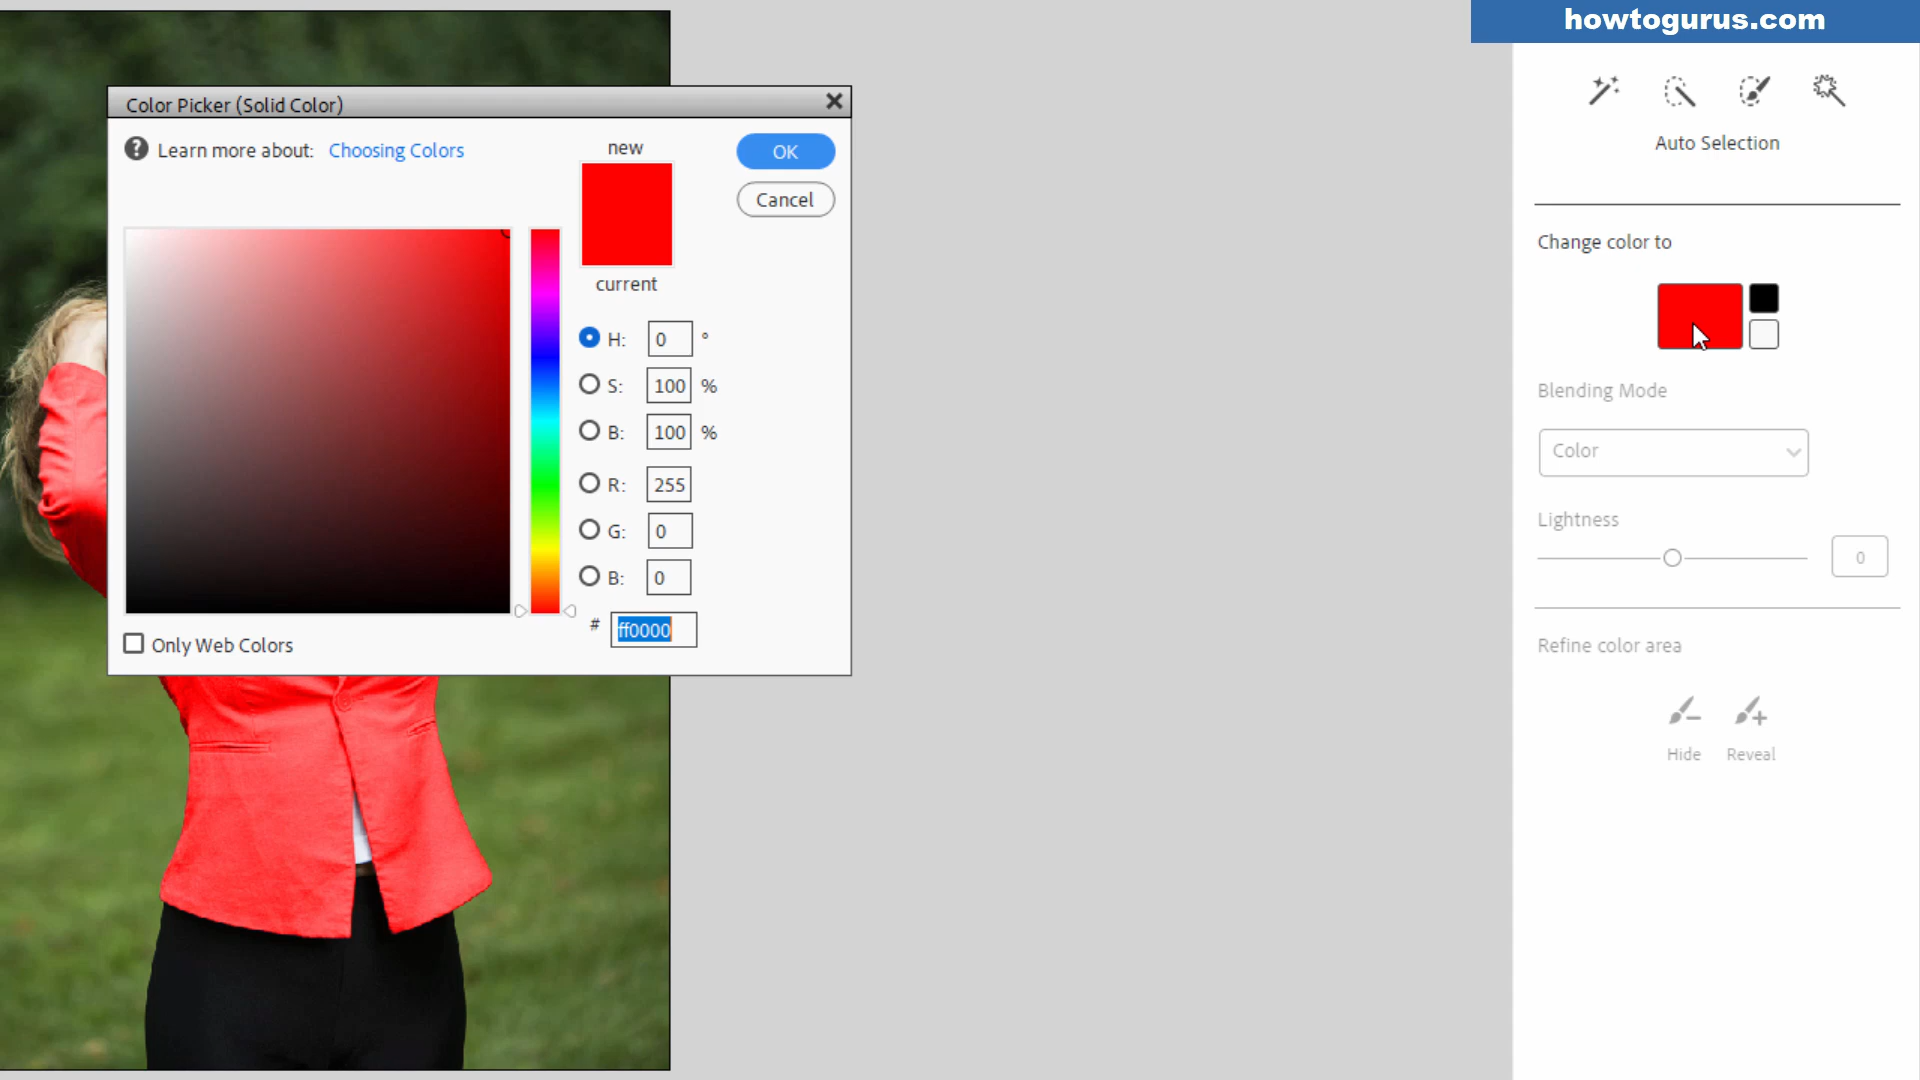 howtogurus.com
Color Picker (Solid Color)
Learn more about: Choosing Colors
new
OK
Cancel
current
H: 0 °
S: 100 %
B: 100 %
R: 255
G: 0
B: 0
# ff0000
Only Web Colors
Auto Selection
Change color to
Blending Mode
Color
Lightness
0
Refine color area
Hide Reveal